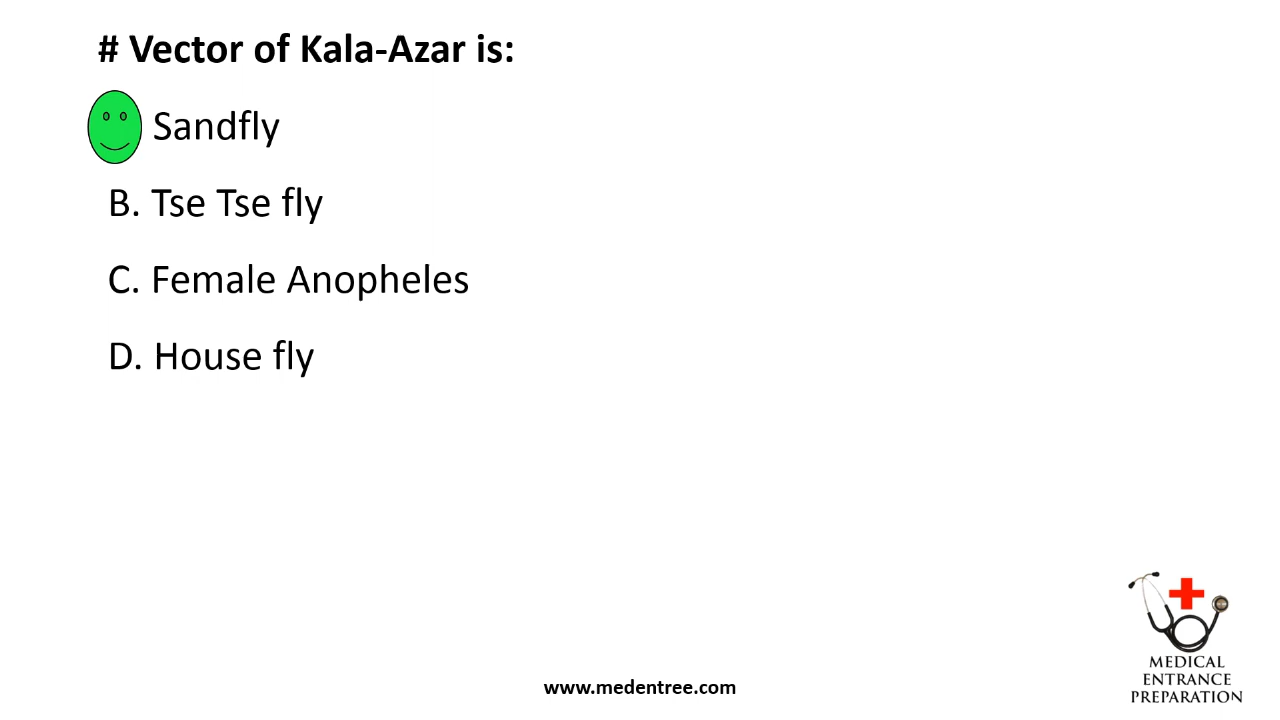 # Vector of Kala-Azar is:
Sandfly
B. Tse Tse fly
C. Female Anopheles
D. House fly
www.medentree.com
MEDICAL
ENTRANCE
PREPARATION